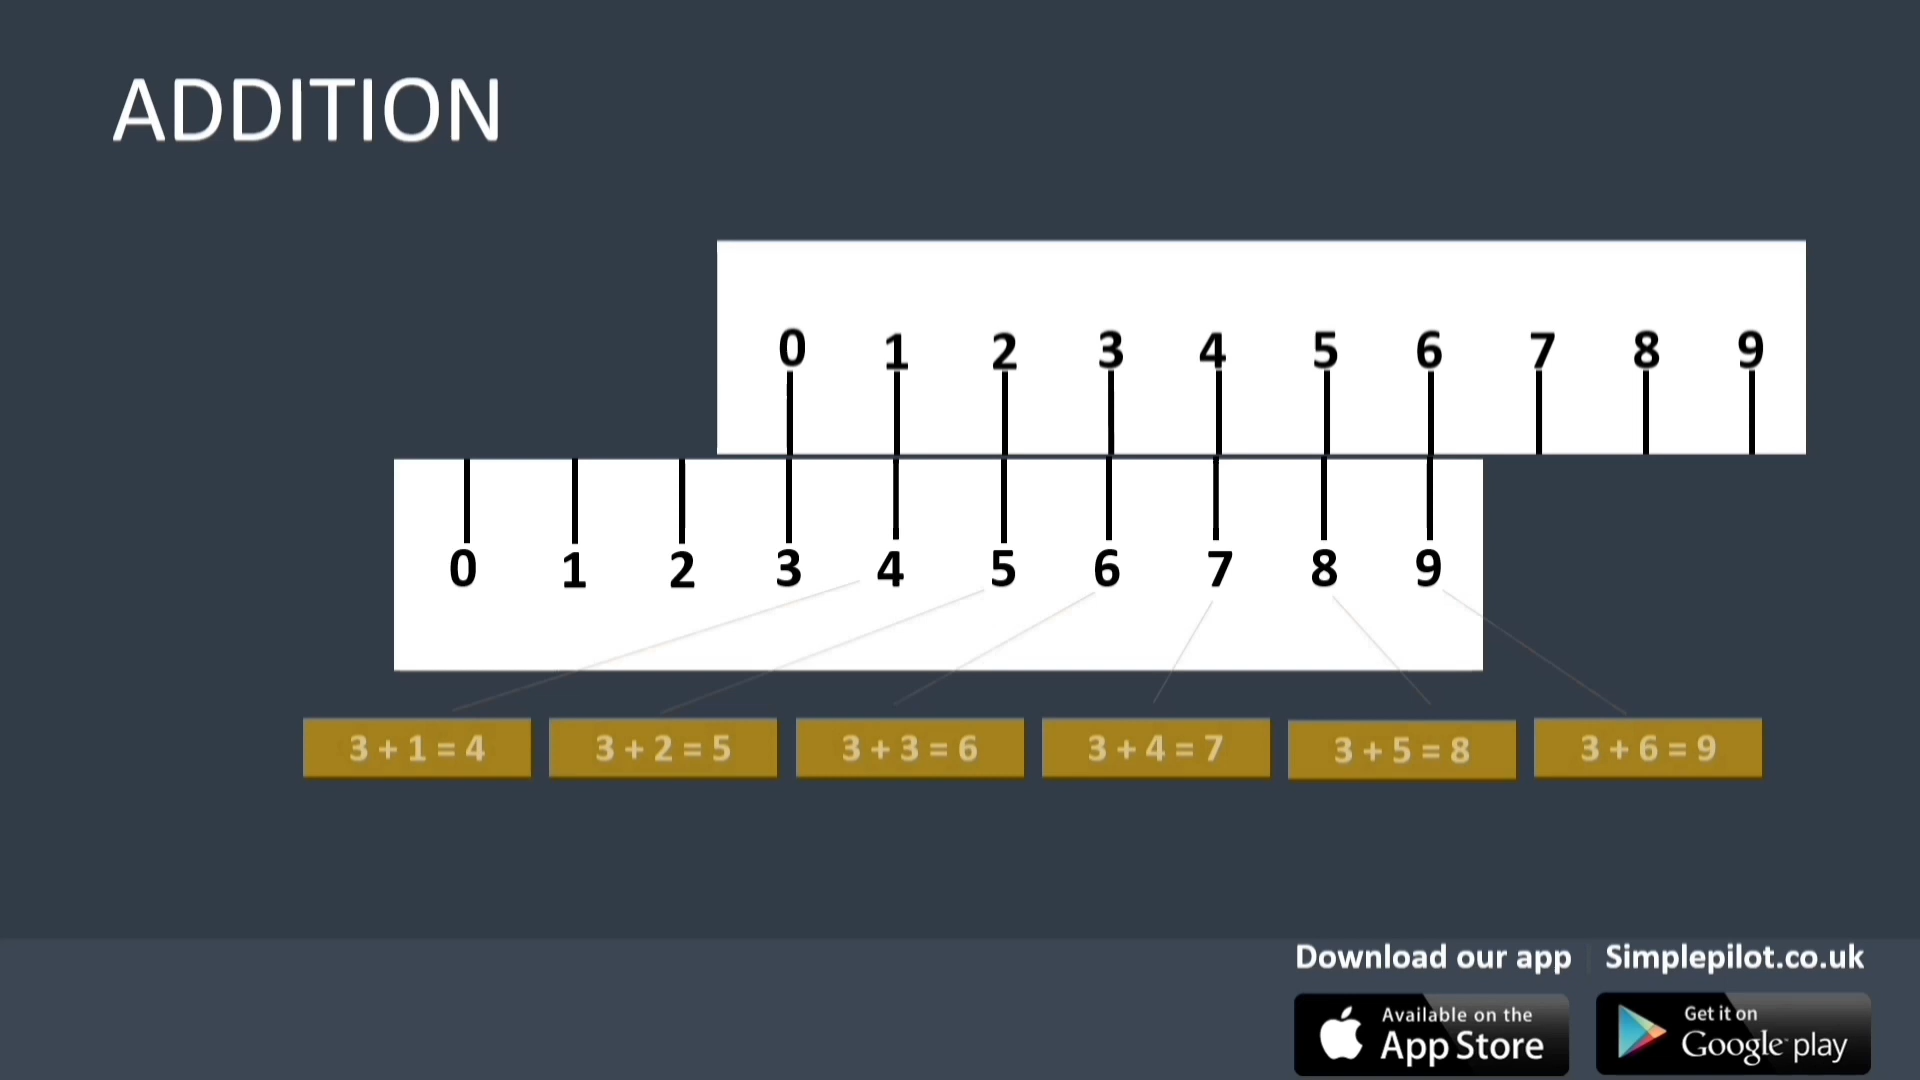 ADDITION
0 1 2 3 4 5 6 7 8 9
0 1 2 3 4 5 6 7 8 9
3 + 1 = 4
3 + 2 = 5
3 + 3 = 6
3 + 4 = 7
3 + 5 = 8
3 + 6 = 9
Download our app
Simplepilot.co.uk
Available on the
App Store
Get it on
Google play